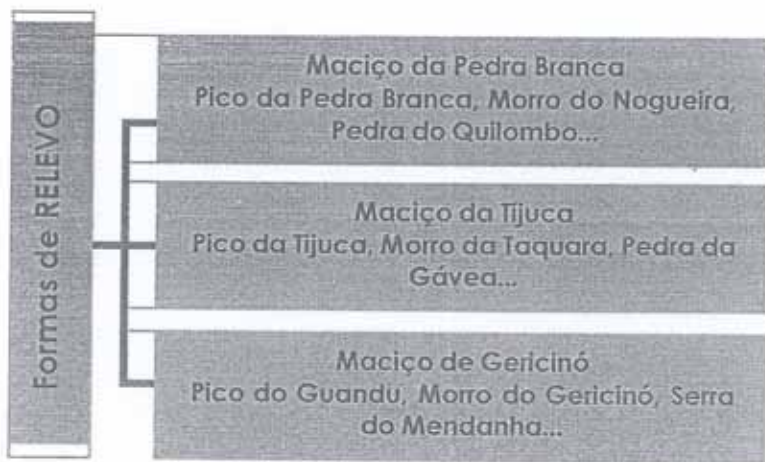 Formas de RELEVO
Maciço da Pedra Branca
Pico da Pedra Branca, Morro do Nogueira,
Pedra do Quilombo...
Maciço da Tijuca
Pico da Tijuca, Morro da Taquara, Pedra da
Gávea...
Maciço de Gericinó
Pico do Guandu, Morro do Gericinó, Serra
do Mendanha...